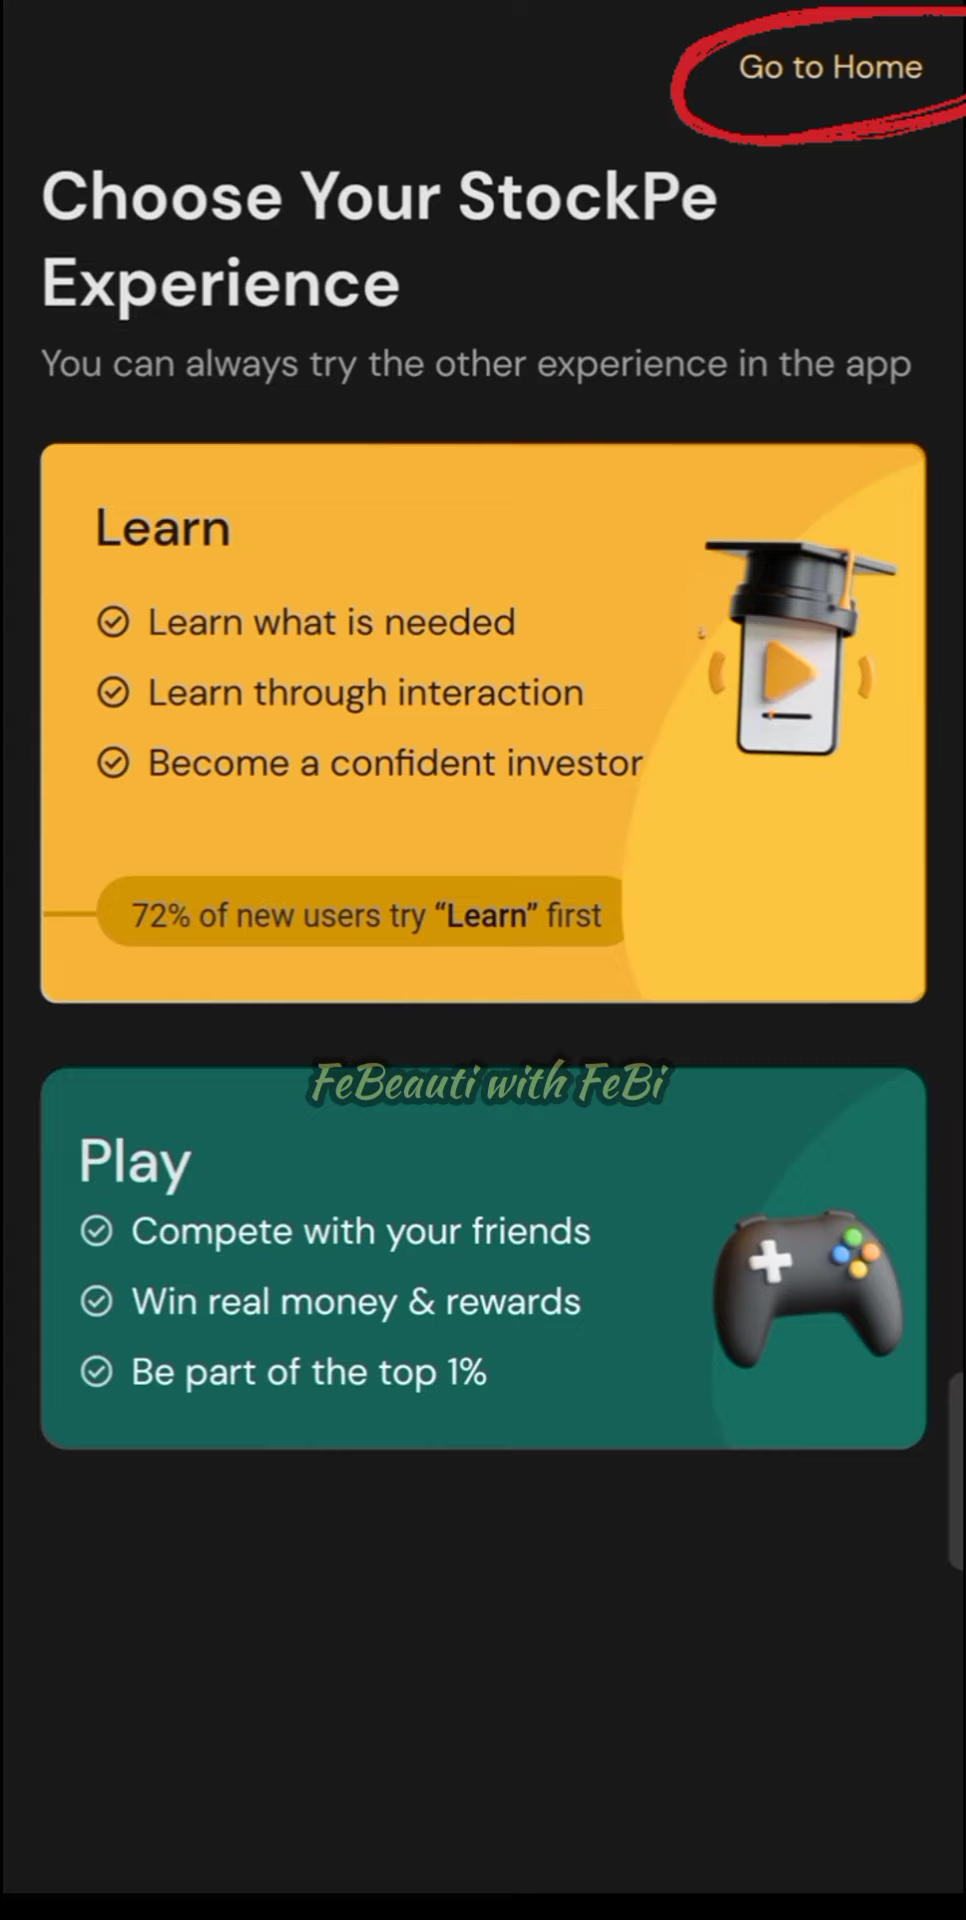 Go to Home
Choose Your StockPe
Experience
You can always try the other experience in the app
Learn
Learn what is needed
Learn through interaction
Become a confident investor
72% of new users try “Learn” first
FeBeauti with FeBi
Play
Compete with your friends
Win real money & rewards
Be part of the top 1%